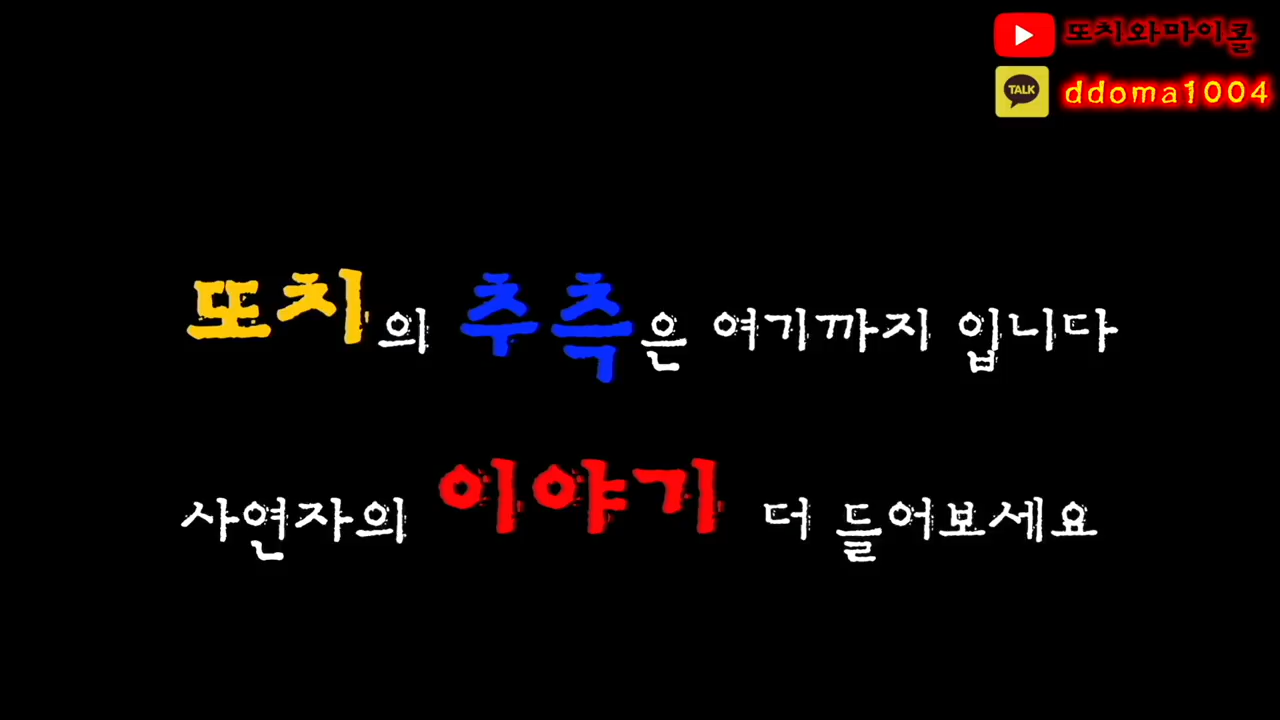 또치와마이콜
TALK
ddoma1004
또치의 추측은 여기까지 입니다
사연자의 이야기 더 들어보세요